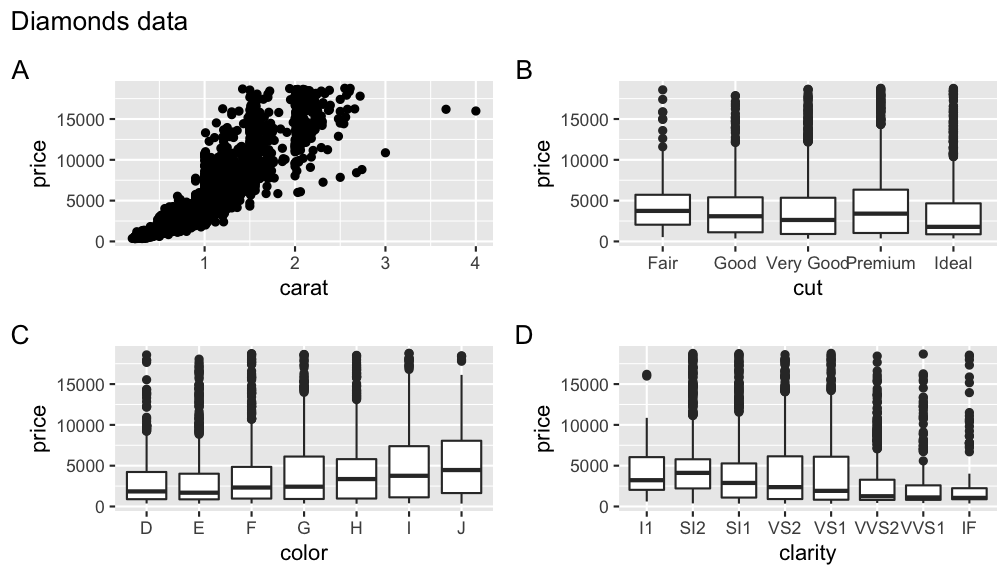 Diamonds data
A
price
15000
10000
5000
0
1 2 3 4
carat
B
price
15000
10000
5000
0
Fair Good Very Good Premium Ideal
cut
C
price
15000
10000
5000
0
D E F G H I J
color
D
price
15000
10000
5000
0
I1 SI2 SI1 VS2 VS1 VVS2 VVS1 IF
clarity